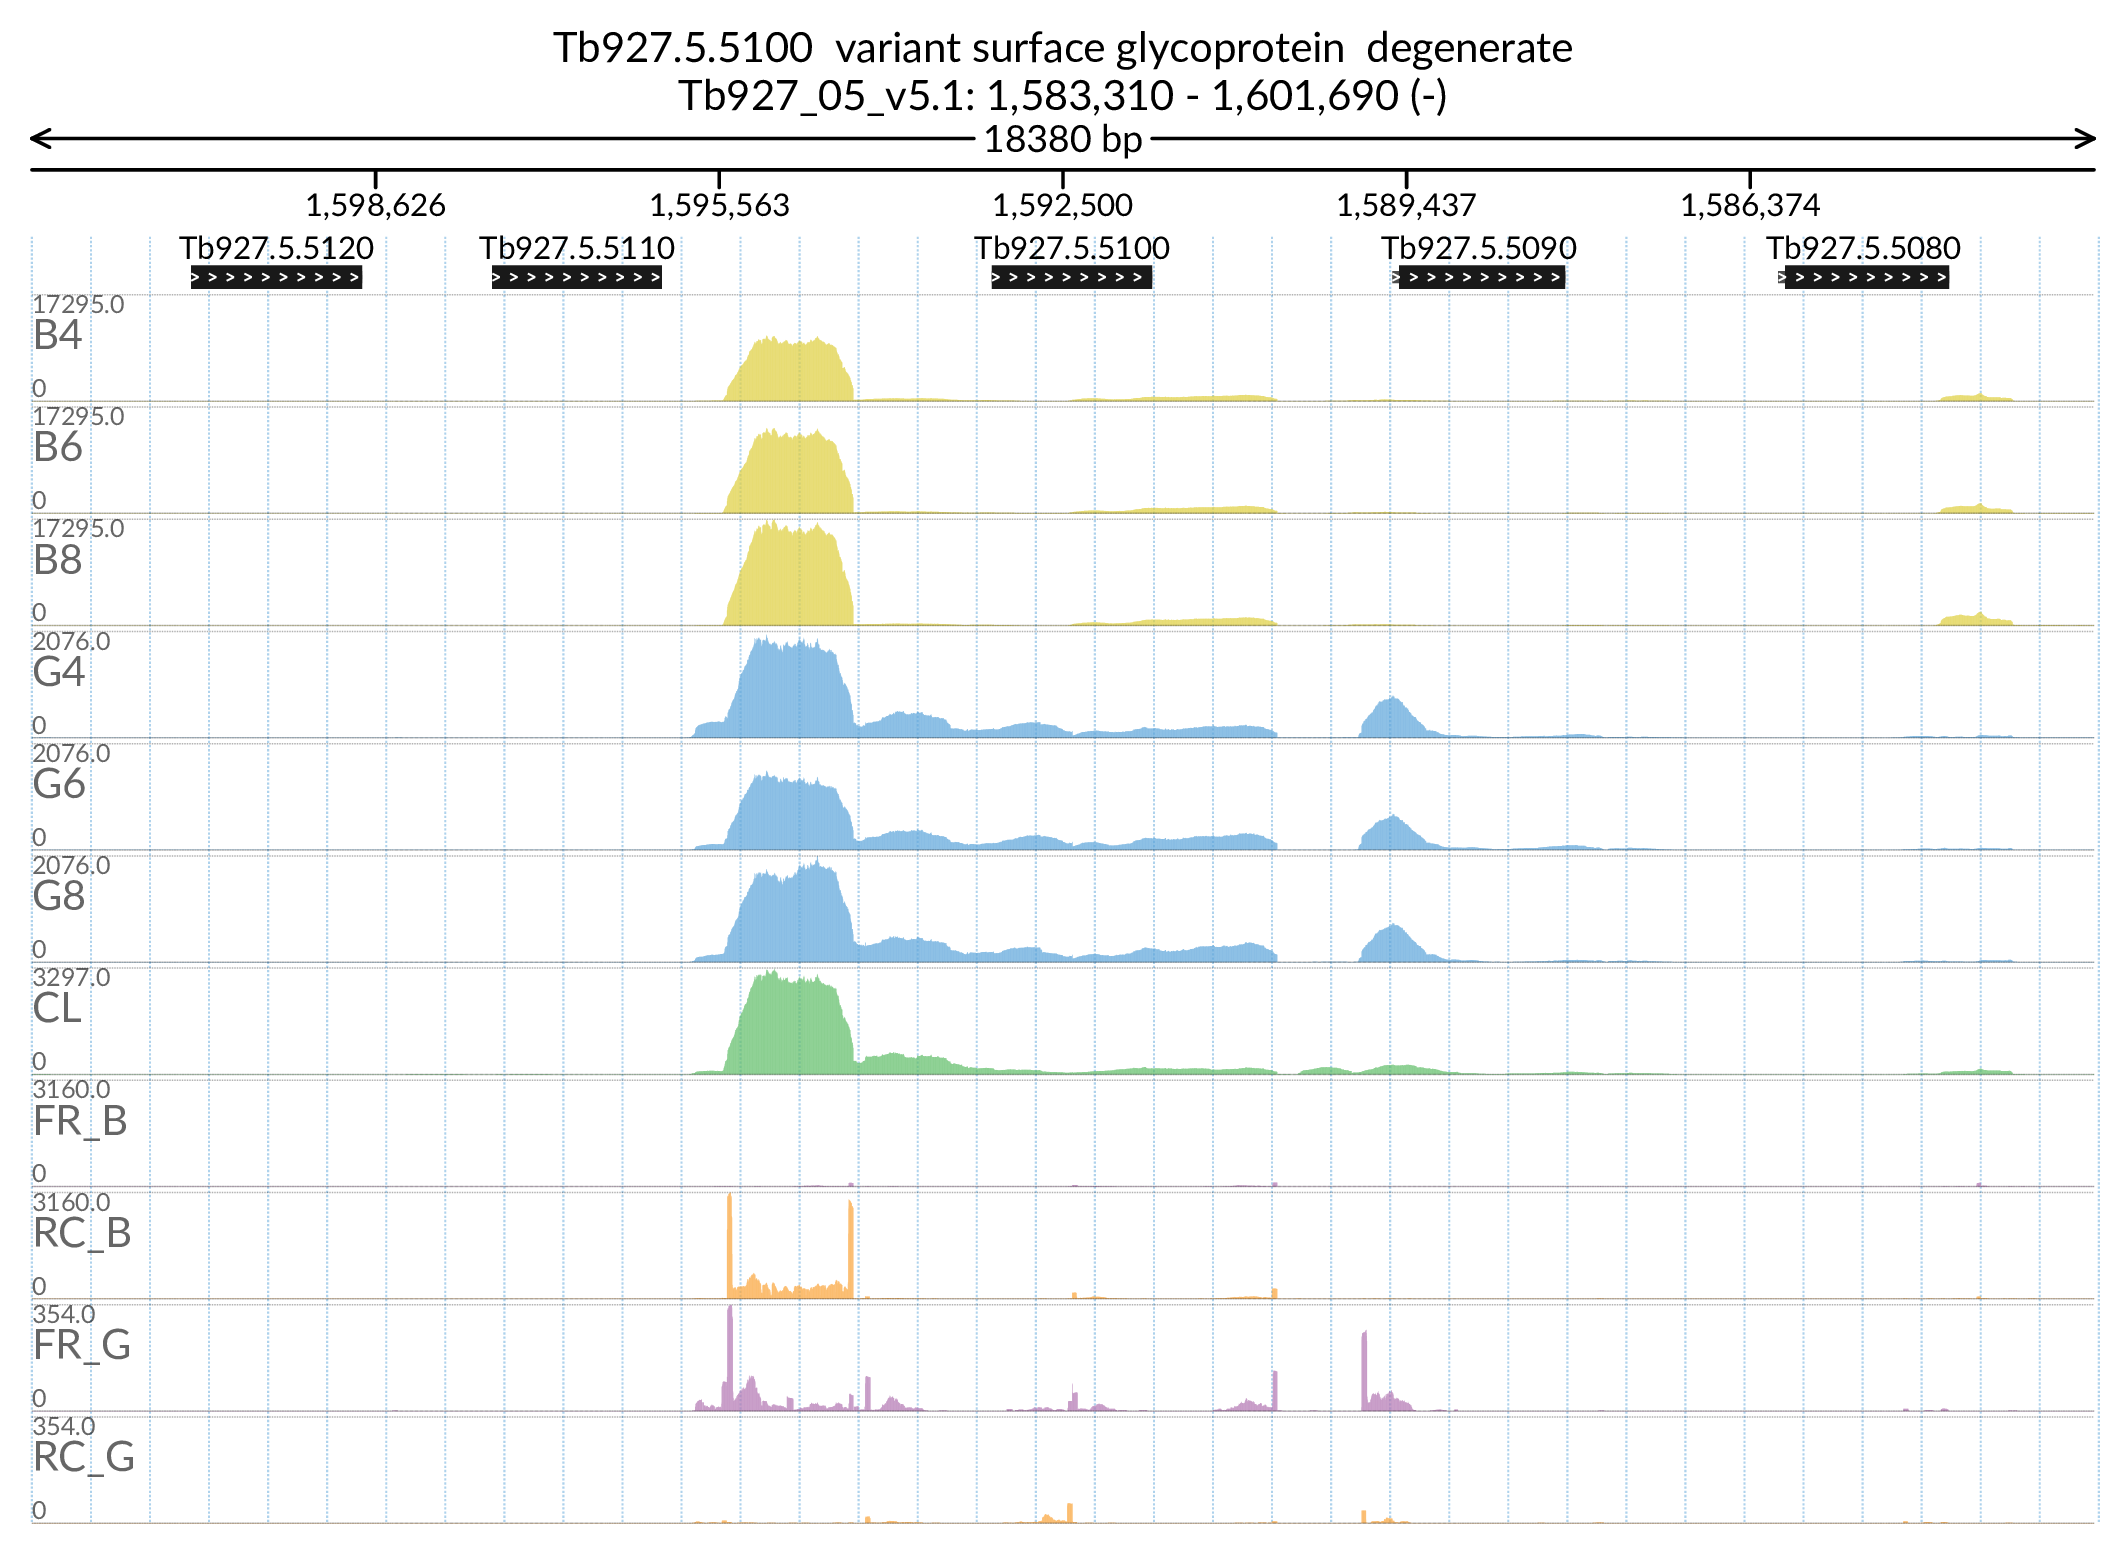 Tb927.5.5100  variant surface glycoprotein  degenerate
Tb927_05_v5.1: 1,583,310 - 1,601,690 (-)
18380 bp
1,598,626 1,595,563 1,592,500 1,589,437 1,586,374
Tb927.5.5120 Tb927.5.5110 Tb927.5.5100 Tb927.5.5090 Tb927.5.5080
17295.0
B4
0
17295.0
B6
0
17295.0
B8
0
2076.0
G4
0
2076.0
G6
0
2076.0
G8
0
3297.0
CL
0
3160.0
FR_B
0
3160.0
RC_B
0
354.0
FR_G
0
354.0
RC_G
0